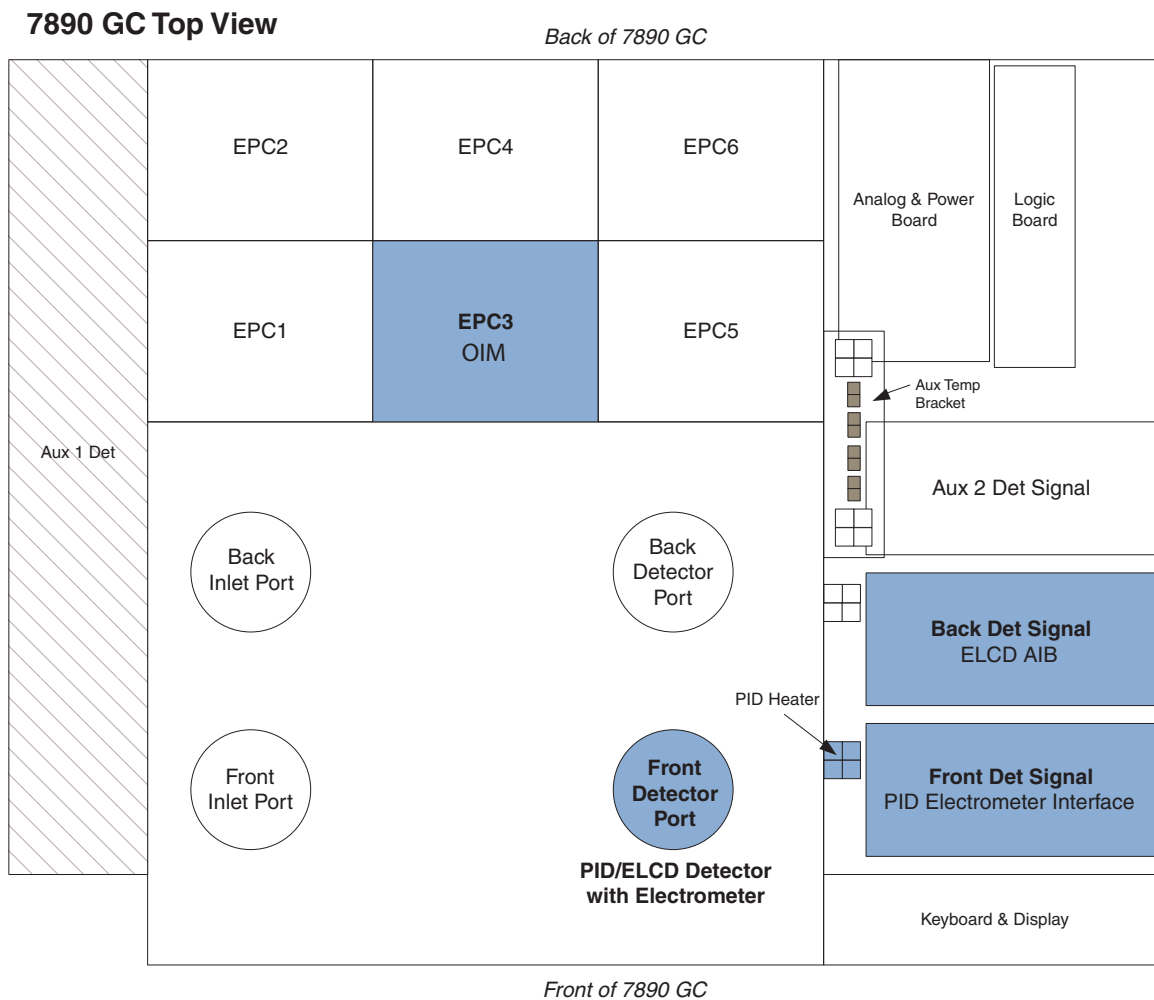 7890 GC Top View
Back of 7890 GC
EPC2
EPC4
EPC6
Analog & Power
Board
Logic
Board
EPC1
EPC3
OIM
EPC5
Aux Temp
Bracket
Aux 1 Det
Aux 2 Det Signal
Back
Inlet Port
Back
Detector
Port
Back Det Signal
ELCD AIB
PID Heater
Front
Inlet Port
Front
Detector
Port
Front Det Signal
PID Electrometer Interface
PID/ELCD Detector
with Electrometer
Keyboard & Display
Front of 7890 GC